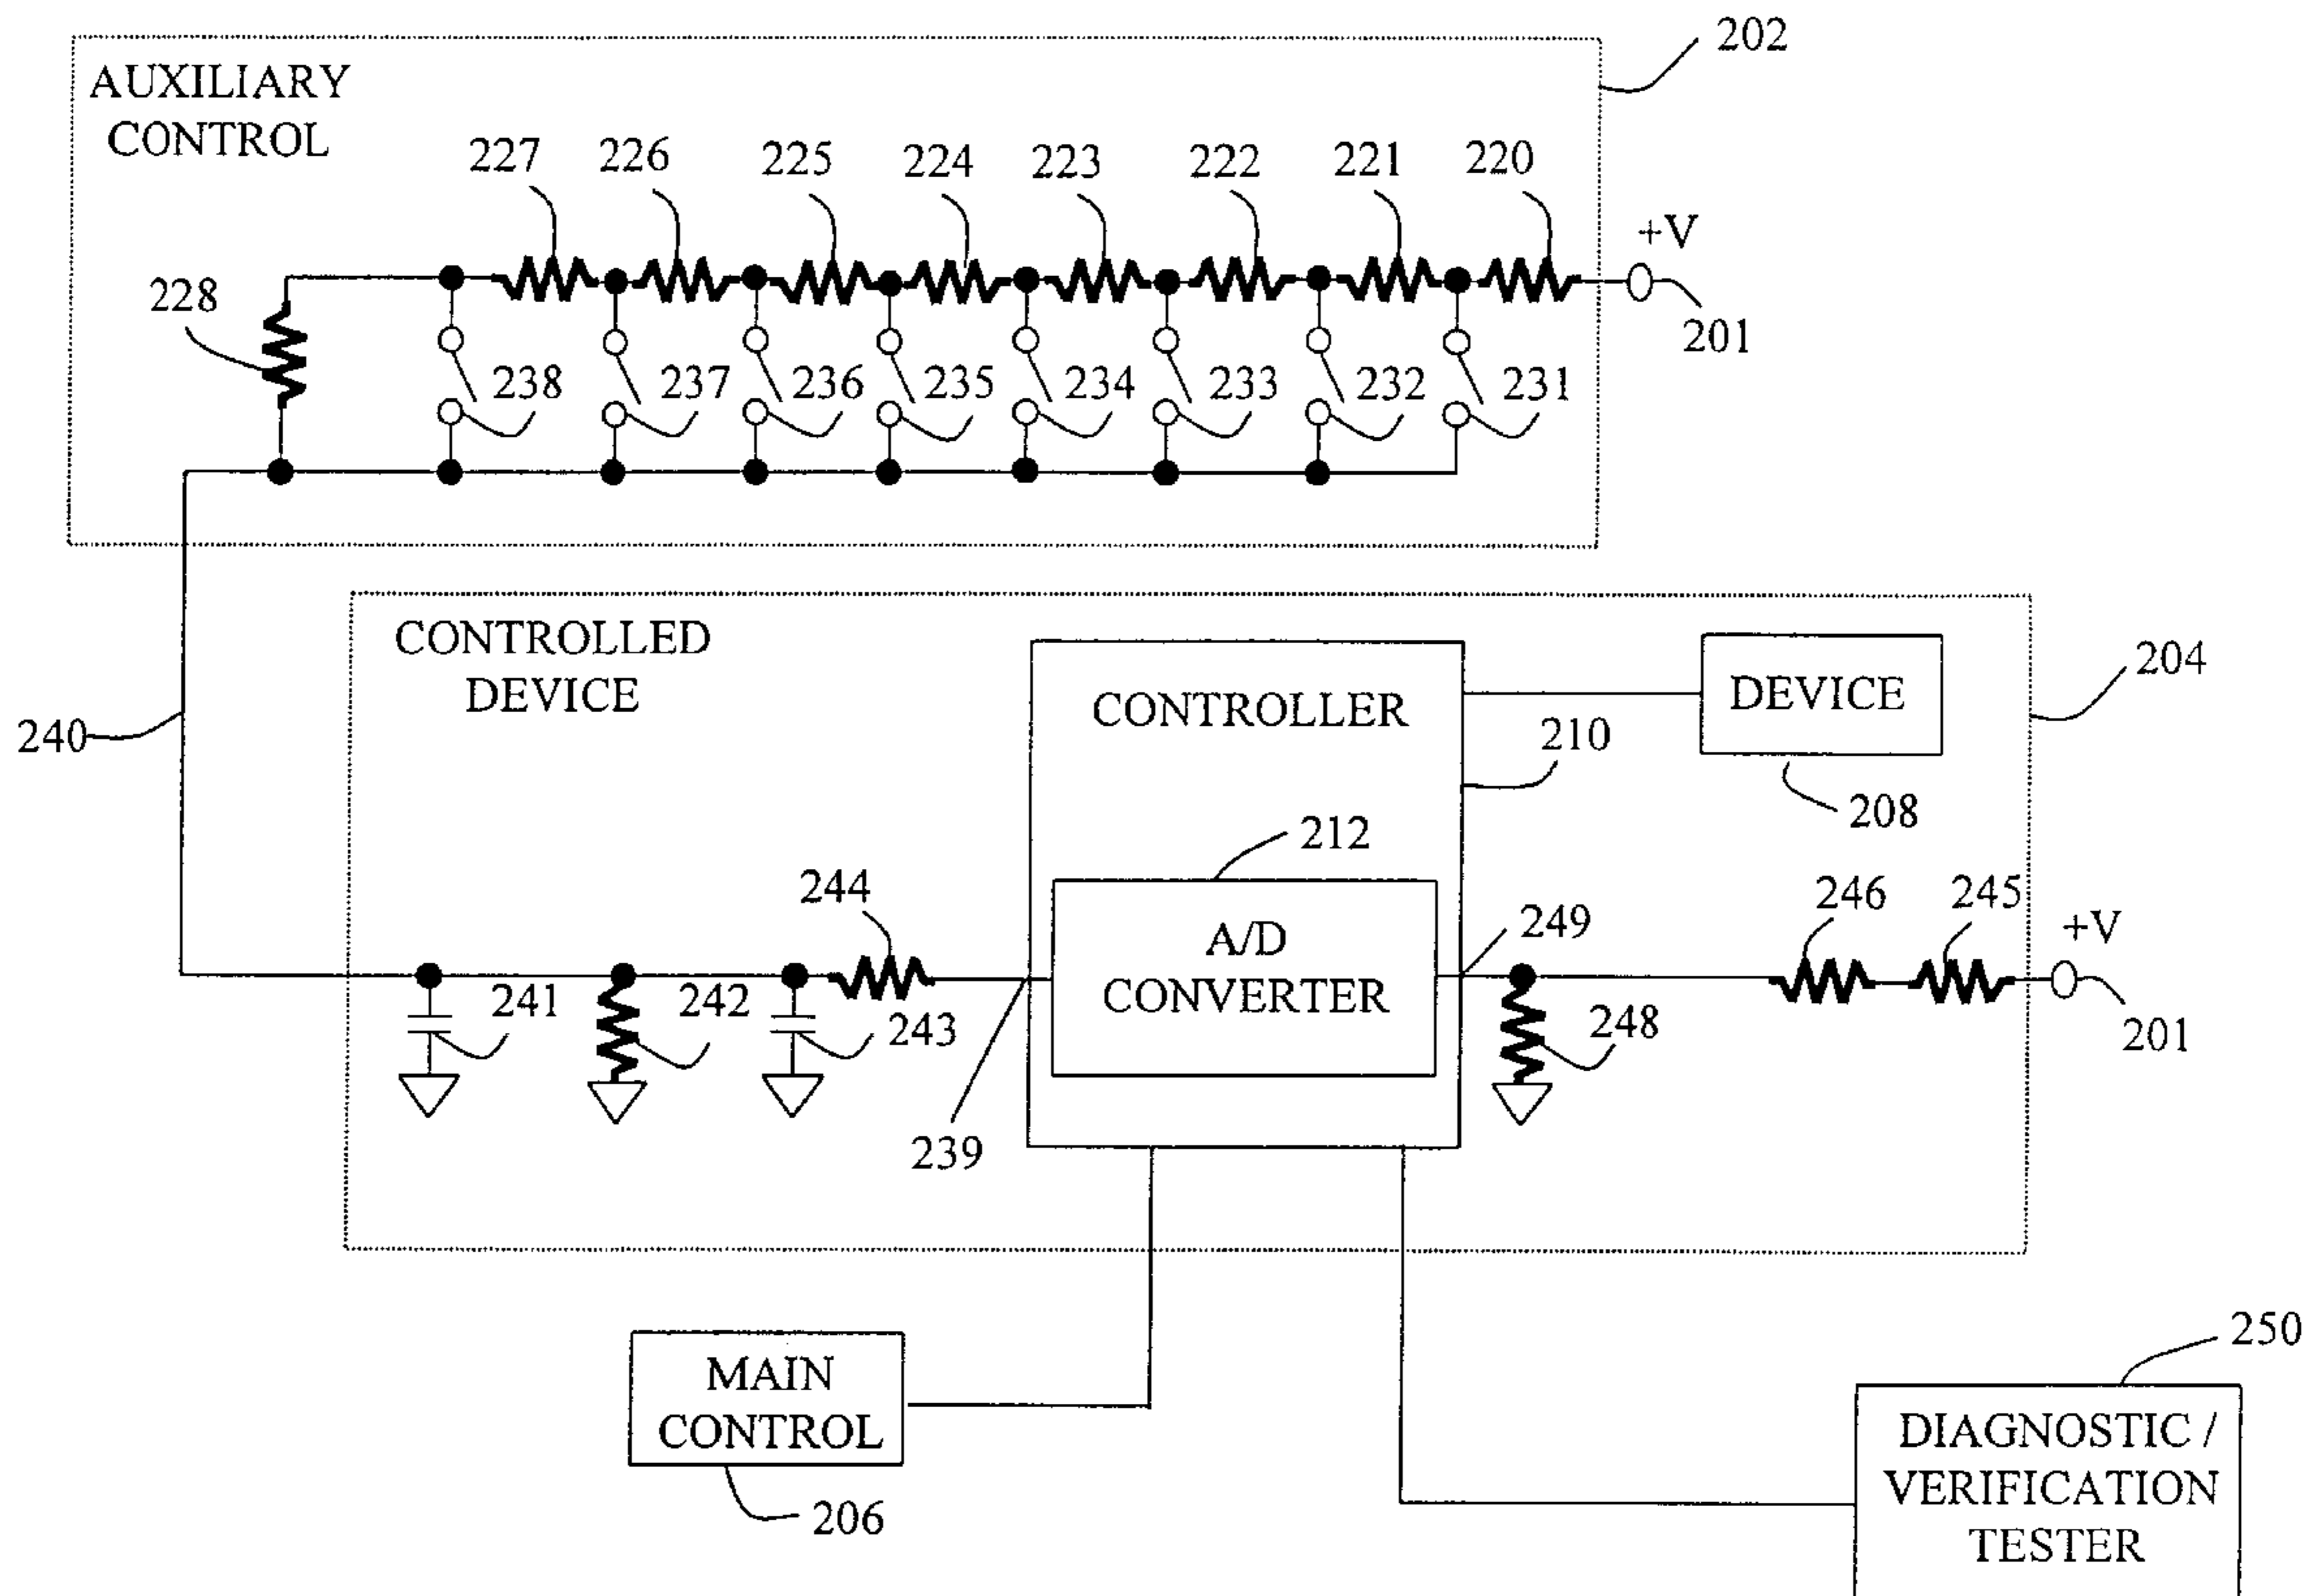 202
AUXILIARY
CONTROL
227 226 225 224 223 222 221 220
+V
228
201
238 237 236 235 234 233 232 231
CONTROLLED
DEVICE
204
CONTROLLER
DEVICE
240
210
208
212
244
246 245
249
+V
A/D
CONVERTER
241 242 243
248
201
239
250
MAIN
CONTROL
DIAGNOSTIC /
VERIFICATION
TESTER
206